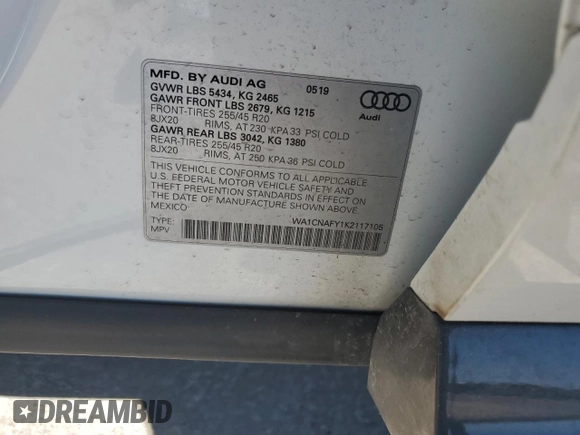 MFD. BY AUDI AG 0519
GVWR LBS 5434, KG 2465
GAWR FRONT LBS 2679, KG 1215
FRONT-TIRES 255/45 R20
8JX20 RIMS, AT 230 KPA 33 PSI COLD
GAWR REAR LBS 3042, KG 1380
REAR-TIRES 255/45 R20
8JX20 RIMS, AT 250 KPA 36 PSI COLD
Audi
THIS VEHICLE CONFORMS TO ALL APPLICABLE
U.S. FEDERAL MOTOR VEHICLE SAFETY AND
THEFT PREVENTION STANDARDS IN EFFECT ON
THE DATE OF MANUFACTURE SHOWN ABOVE.
MEXICO
WA1CNAFY1K2117105
TYPE:
MPV
DREAMBID